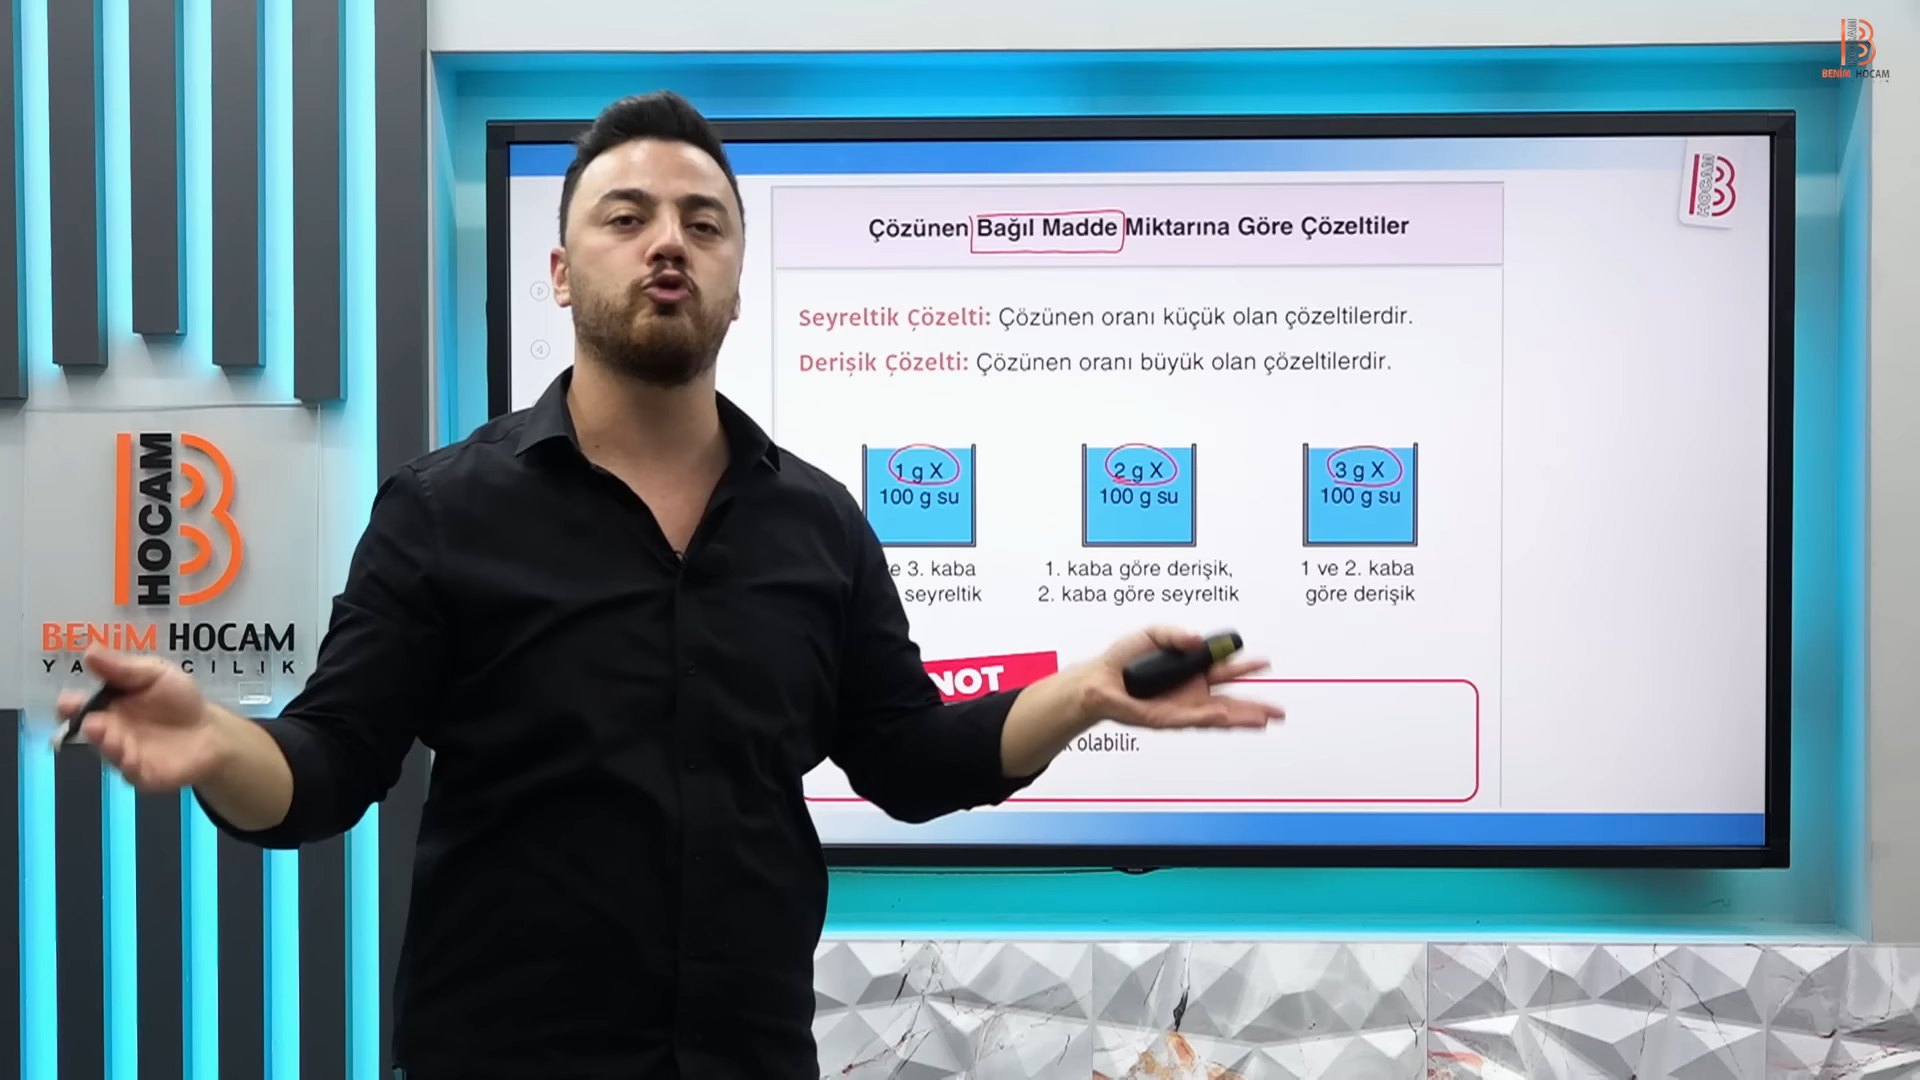 BENİM HOCAM
HOCAM
Çözünen Bağıl Madde Miktarına Göre Çözeltiler
Seyreltik Çözelti: Çözünen oranı küçük olan çözeltilerdir.
Derişik Çözelti: Çözünen oranı büyük olan çözeltilerdir.
1 g X
100 g su
2 g X
100 g su
3 g X
100 g su
3. kaba
seyreltik
1. kaba göre derişik,
2. kaba göre seyreltik
1 ve 2. kaba
göre derişik
NOT
olabilir.
HOCAM
BENİM HOCAM